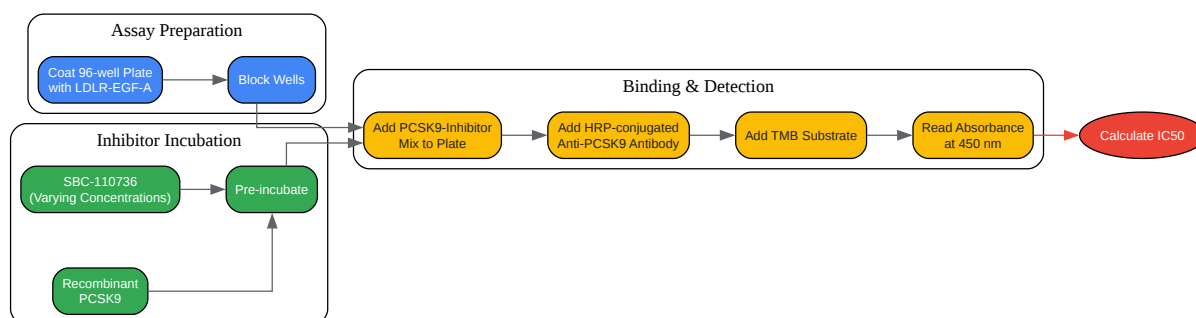 Assay Preparation
Coat 96-well Plate
with LDLR-EGF-A
Block Wells
Inhibitor Incubation
SBC-110736
(Varying Concentrations)
Pre-incubate
Recombinant
PCSK9
Binding & Detection
Add PCSK9-Inhibitor
Mix to Plate
Add HRP-conjugated
Anti-PCSK9 Antibody
Add TMB Substrate
Read Absorbance
at 450 nm
Calculate IC50